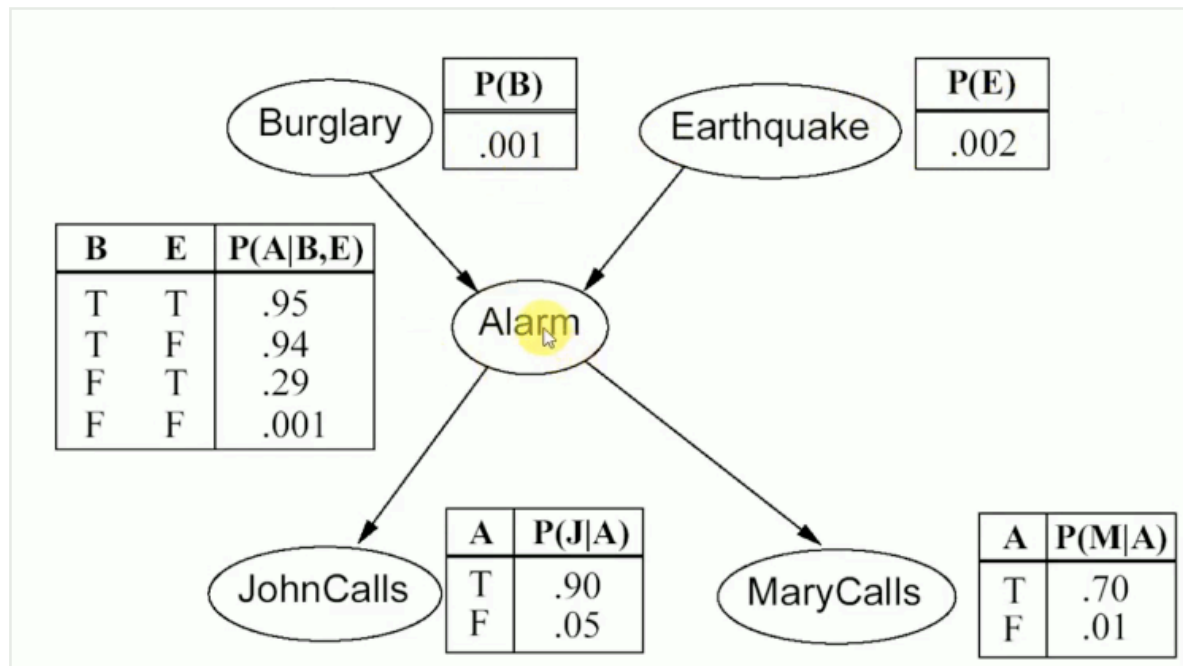 Burglary
P(B)
.001
Earthquake
P(E)
.002
B E P(A|B,E)
T T .95
T F .94
F T .29
F F .001
Alarm
JohnCalls
A P(J|A)
T .90
F .05
MaryCalls
A P(M|A)
T .70
F .01